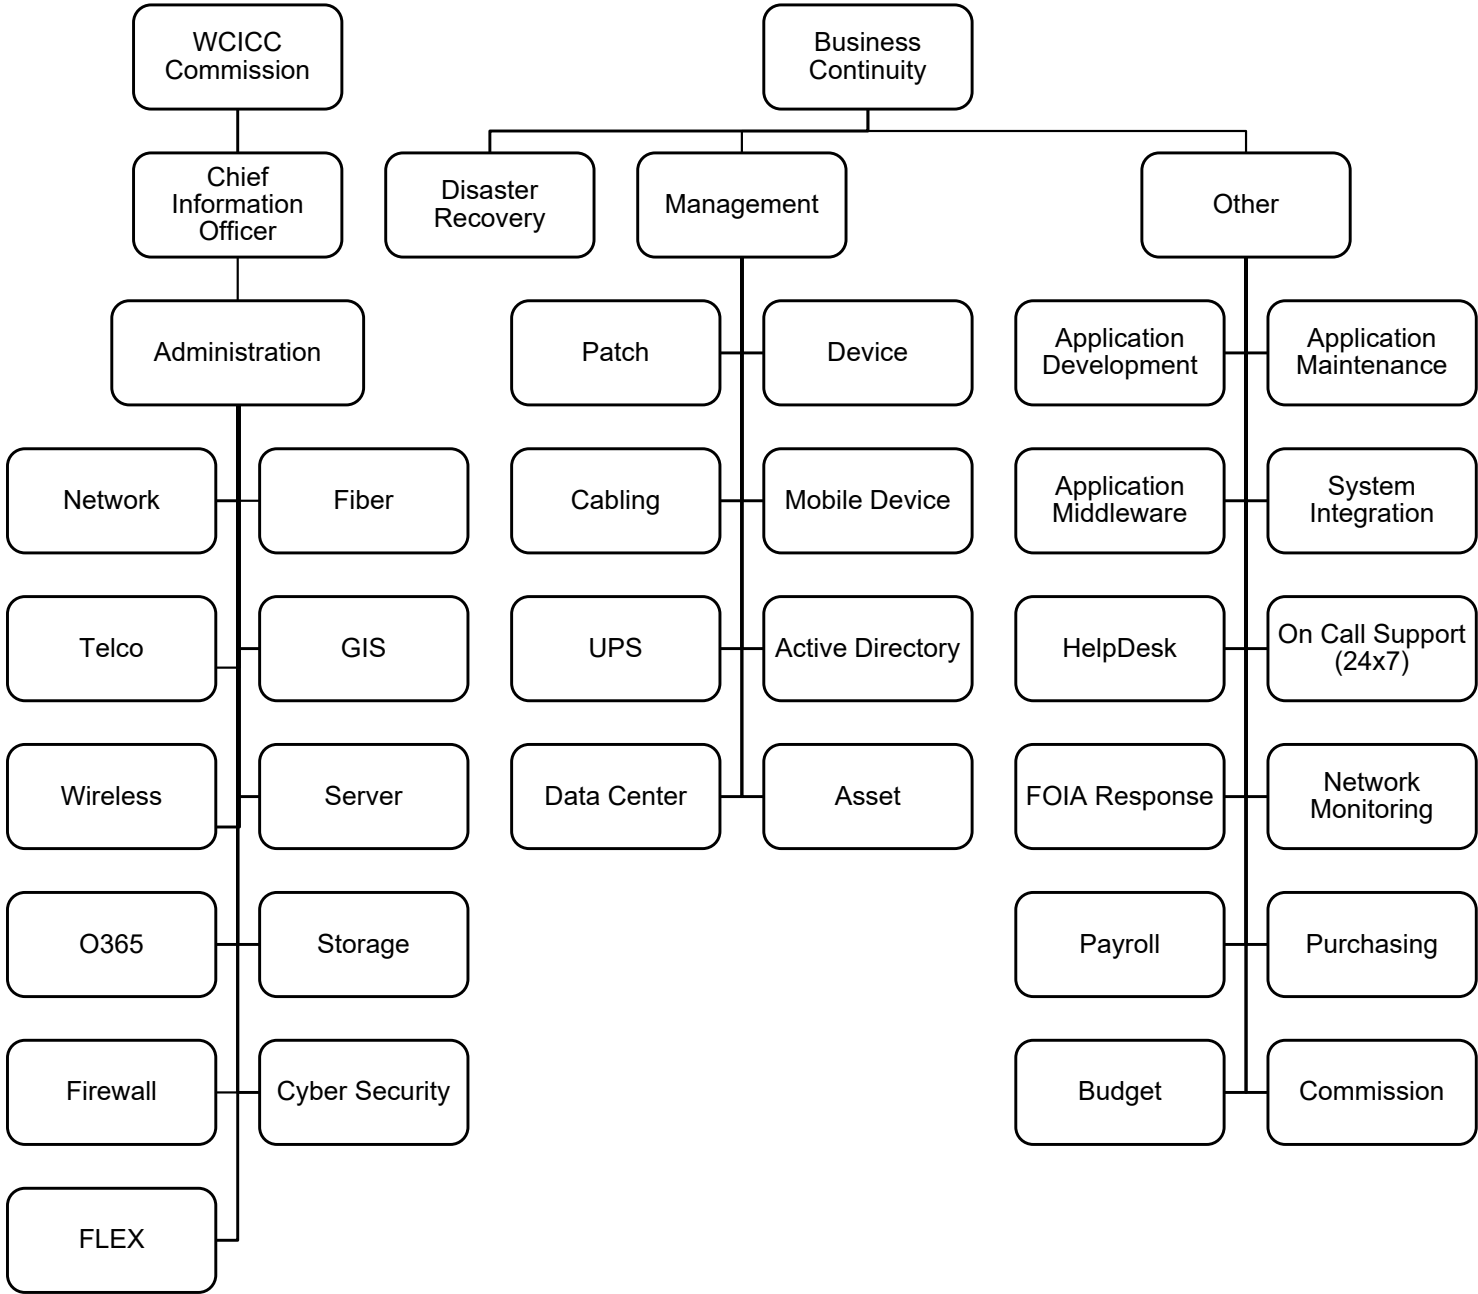 WCICC
Commission
Business
Continuity
Chief
Information
Officer
Disaster
Recovery
Management
Other
Administration
Patch
Device
Application
Development
Application
Maintenance
Network
Fiber
Cabling
Mobile Device
Application
Middleware
System
Integration
Telco
GIS
UPS
Active Directory
HelpDesk
On Call Support
(24x7)
Wireless
Server
Data Center
Asset
FOIA Response
Network
Monitoring
O365
Storage
Payroll
Purchasing
Firewall
Cyber Security
Budget
Commission
FLEX